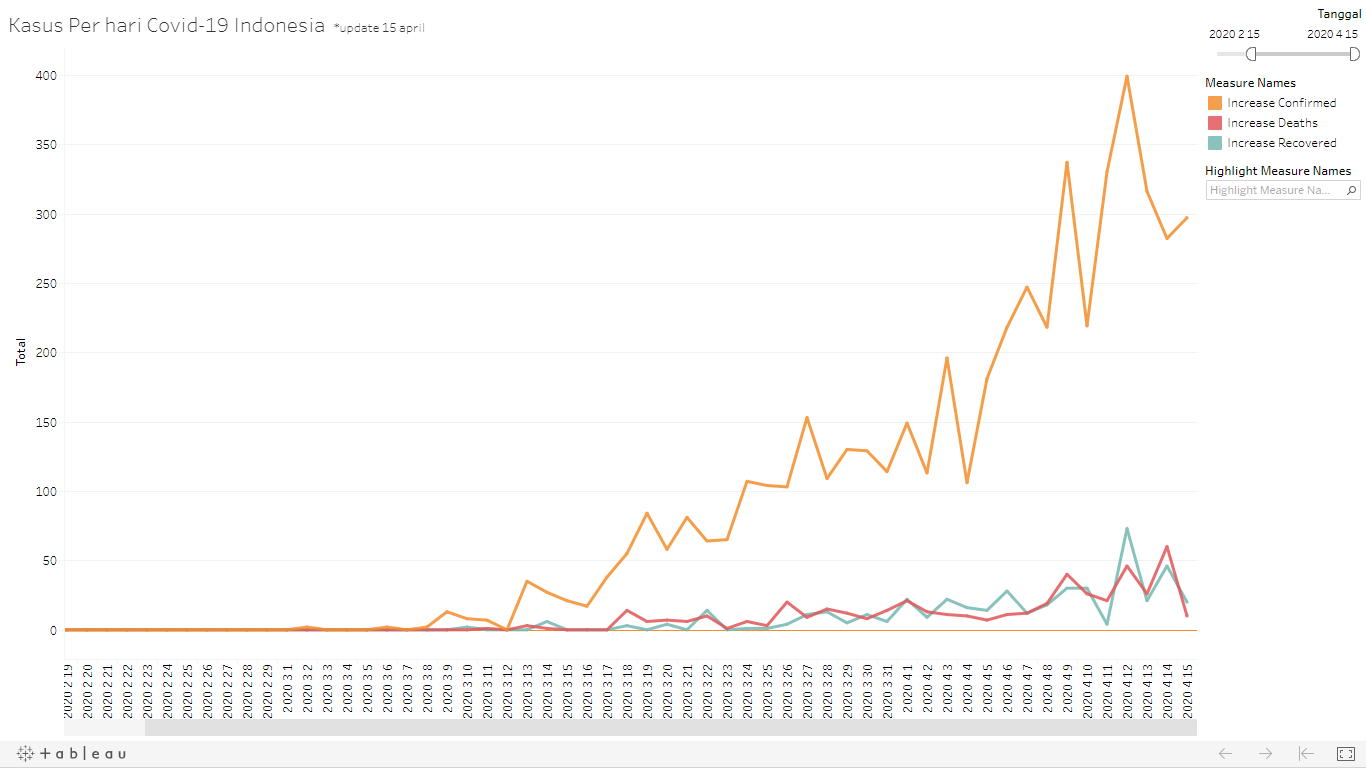 Kasus Per hari Covid-19 Indonesia *update 15 april
Tanggal
2020 2 15 2020 4 15
Measure Names
Increase Confirmed
Increase Deaths
Increase Recovered
Highlight Measure Names
Highlight Measure Na...
Total
400
350
300
250
200
150
100
50
0
2020 2 19
2020 2 20
2020 2 21
2020 2 22
2020 2 23
2020 2 24
2020 2 25
2020 2 26
2020 2 27
2020 2 28
2020 2 29
2020 3 1
2020 3 2
2020 3 3
2020 3 4
2020 3 5
2020 3 6
2020 3 7
2020 3 8
2020 3 9
2020 3 10
2020 3 11
2020 3 12
2020 3 13
2020 3 14
2020 3 15
2020 3 16
2020 3 17
2020 3 18
2020 3 19
2020 3 20
2020 3 21
2020 3 22
2020 3 23
2020 3 24
2020 3 25
2020 3 26
2020 3 27
2020 3 28
2020 3 29
2020 3 30
2020 3 31
2020 4 1
2020 4 2
2020 4 3
2020 4 4
2020 4 5
2020 4 6
2020 4 7
2020 4 8
2020 4 9
2020 4 10
2020 4 11
2020 4 12
2020 4 13
2020 4 14
2020 4 15
+ableau